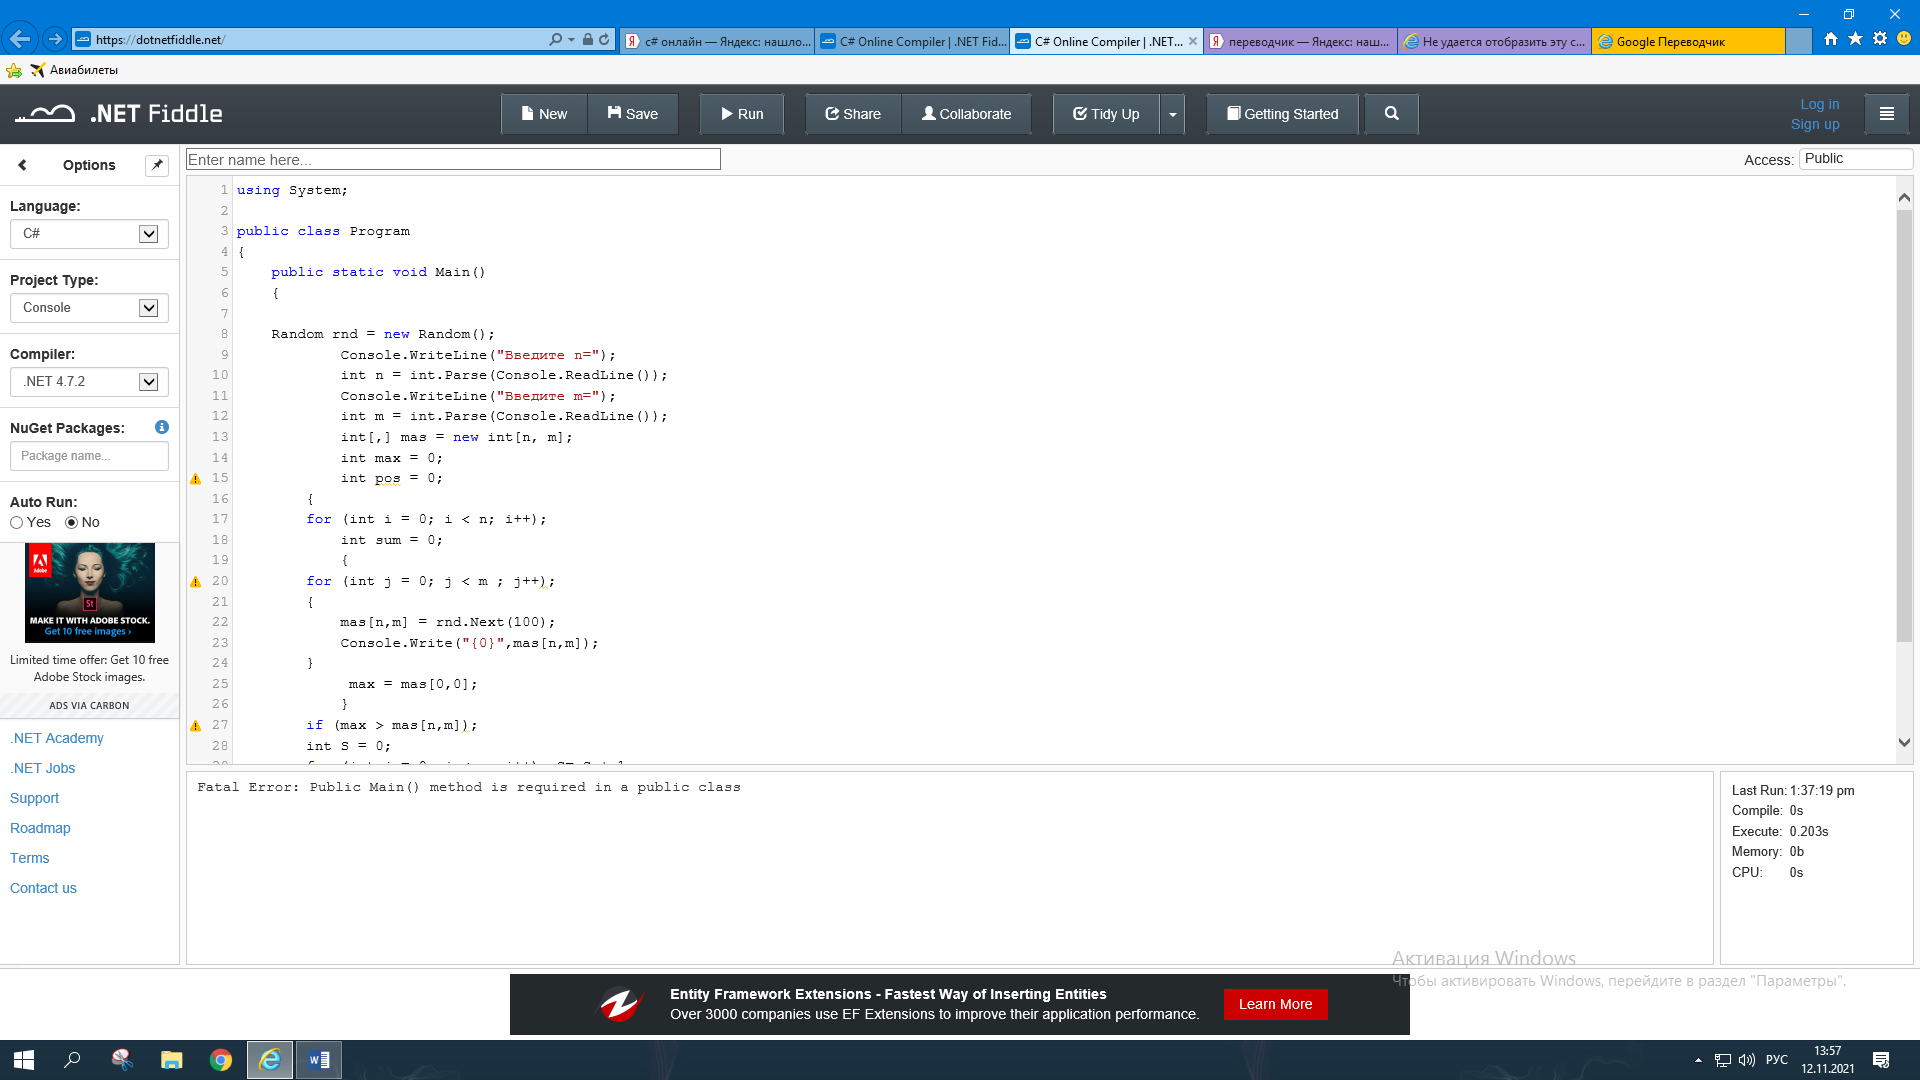 https://dotnetfiddle.net/
с# онлайн — Яндекс: нашло...
C# Online Compiler | .NET Fid...
C# Online Compiler | .NET...
переводчик — Яндекс: наш...
Не удается отобразить эту с...
Google Переводчик
Авиабилеты
.NET Fiddle
New
Save
Run
Share
Collaborate
Tidy Up
Getting Started
Log in
Sign up
Options
Enter name here...
Access:
Public
Language:
C#
Project Type:
Console
Compiler:
.NET 4.7.2
NuGet Packages:
Package name...
Auto Run:
Yes
No
Adobe
St
MAKE IT WITH ADOBE STOCK.
Get 10 free images ›
Limited time offer: Get 10 free
Adobe Stock images.
ADS VIA CARBON
.NET Academy
.NET Jobs
Support
Roadmap
Terms
Contact us
1 using System;
2
3 public class Program
4 {
5 public static void Main()
6 {
7
8 Random rnd = new Random();
9 Console.WriteLine("Введите n=");
10 int n = int.Parse(Console.ReadLine());
11 Console.WriteLine("Введите m=");
12 int m = int.Parse(Console.ReadLine());
13 int[,] mas = new int[n, m];
14 int max = 0;
15 int pos = 0;
16 {
17 for (int i = 0; i < n; i++);
18 int sum = 0;
19 {
20 for (int j = 0; j < m ; j++);
21 {
22 mas[n,m] = rnd.Next(100);
23 Console.Write("{0}",mas[n,m]);
24 }
25 max = mas[0,0];
26 }
27 if (max > mas[n,m]);
28 int S = 0;
Fatal Error: Public Main() method is required in a public class
Last Run: 1:37:19 pm
Compile: 0s
Execute: 0.203s
Memory: 0b
CPU: 0s
Активация Windows
Чтобы активировать Windows, перейдите в раздел "Параметры".
Entity Framework Extensions - Fastest Way of Inserting Entities
Over 3000 companies use EF Extensions to improve their application performance.
Learn More
РУС
13:57
12.11.2021